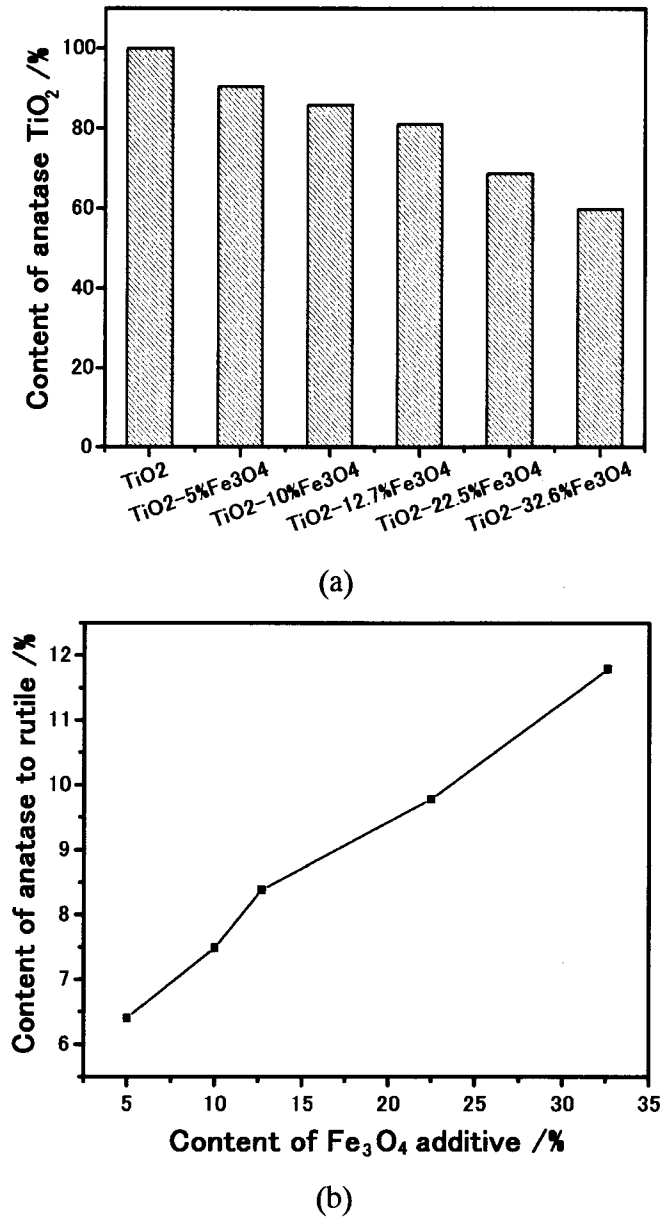 Content of anatase TiO₂ /%
100
80
60
40
20
0
TiO2
TiO2-5%Fe3O4
TiO2-10%Fe3O4
TiO2-12.7%Fe3O4
TiO2-22.5%Fe3O4
TiO2-32.6%Fe3O4
(a)
Content of anatase to rutile /%
12
11
10
9
8
7
6
5
10
15
20
25
30
35
Content of Fe₃O₄ additive /%
(b)